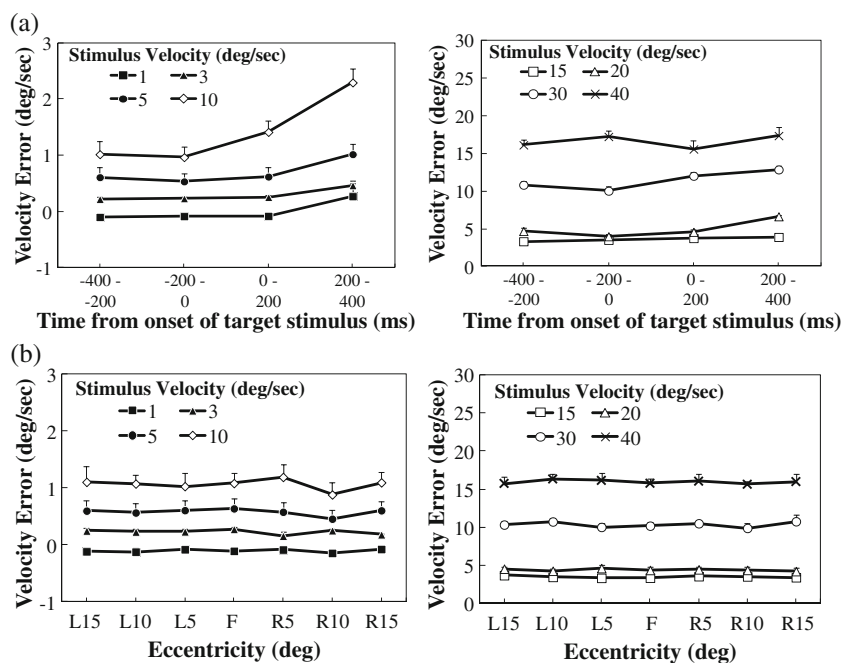 (a)
3
2
1
0
-1
Velocity Error (deg/sec)
Stimulus Velocity (deg/sec)
1 3
5 10
-400 - -200 - 0 - 200 -
-200 0 200 400
Time from onset of target stimulus (ms)
30
25
20
15
10
5
0
Velocity Error (deg/sec)
Stimulus Velocity (deg/sec)
15 20
30 40
-400 - -200 - 0 - 200 -
-200 0 200 400
Time from onset of target stimulus (ms)
(b)
3
2
1
0
-1
Velocity Error (deg/sec)
Stimulus Velocity (deg/sec)
1 3
5 10
L15 L10 L5 F R5 R10 R15
Eccentricity (deg)
30
25
20
15
10
5
0
Velocity Error (deg/sec)
Stimulus Velocity (deg/sec)
15 20
30 40
L15 L10 L5 F R5 R10 R15
Eccentricity (deg)